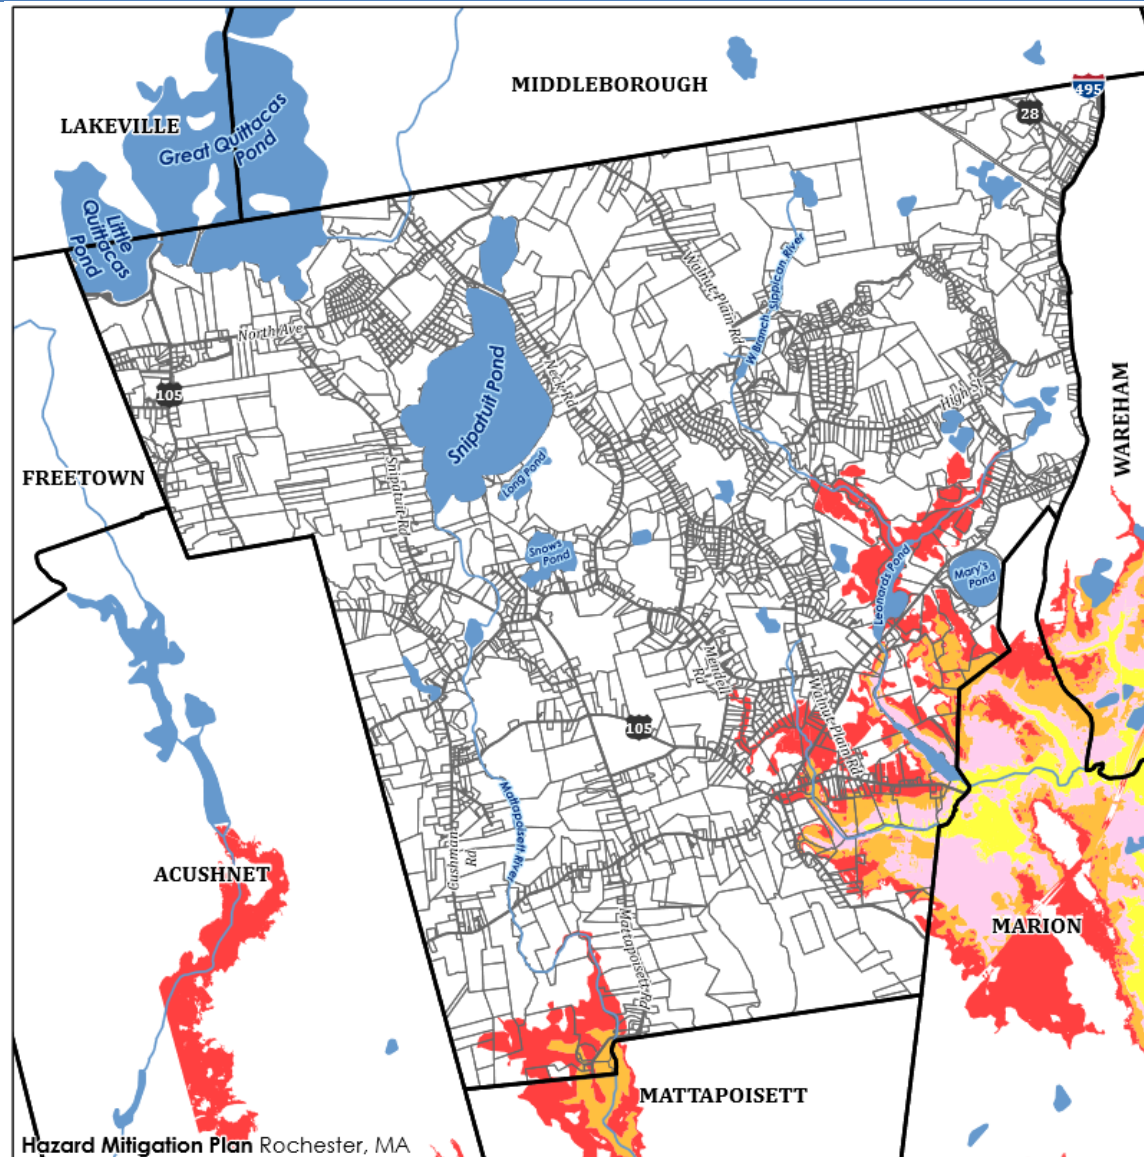 MIDDLEBOROUGH
495
28
LAKEVILLE
Great Quittacas
Pond
Little
Quittacas
Pond
Walnut Plain Rd
W Branch Sippican River
North Ave
Neck Rd
Snipatuit Pond
105
High St
WAREHAM
FREETOWN
Snipatuit Rd
Long Pond
Snows
Pond
Leonards Pond
Mary's
Pond
Mendell
Rd
Walnut Plain Rd
105
Mattapoisett River
Cushman
Rd
ACUSHNET
Mattapoisett Rd
MARION
MATTAPOISETT
Hazard Mitigation Plan Rochester, MA